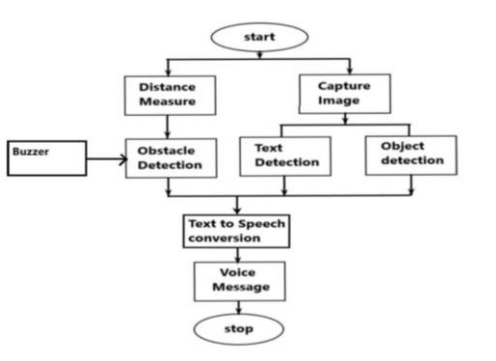 start
Distance
Measure
Capture
Image
Buzzer
Obstacle
Detection
Text
Detection
Object
detection
Text to Speech
conversion
Voice
Message
stop